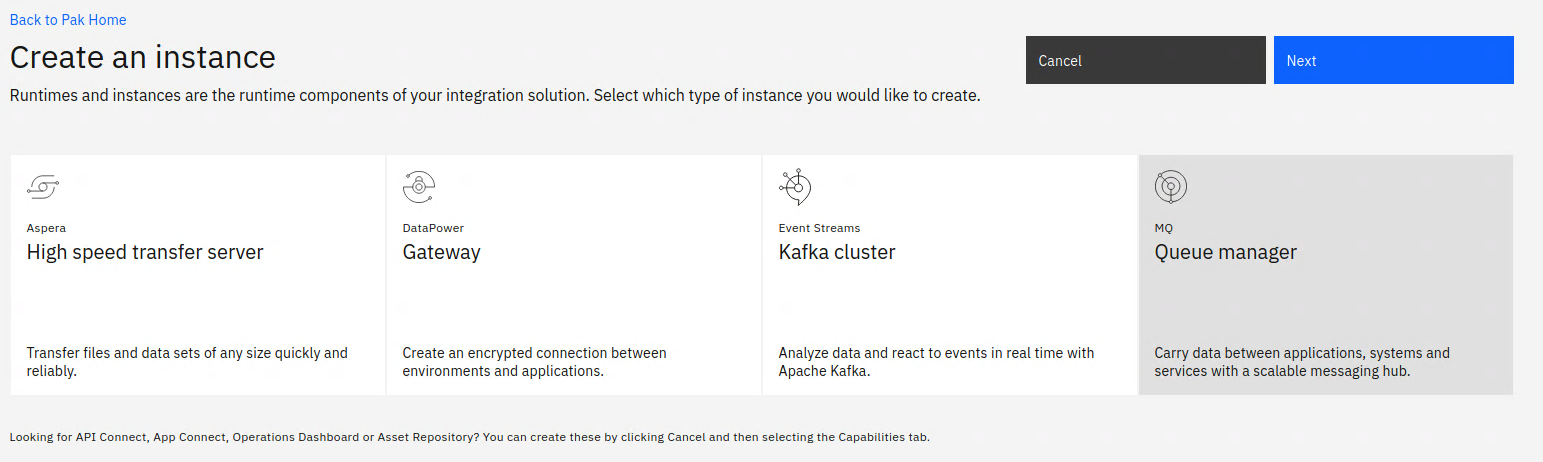 Back to Pak Home
Create an instance
Cancel
Next
Runtimes and instances are the runtime components of your integration solution. Select which type of instance you would like to create.
Aspera
High speed transfer server
Transfer files and data sets of any size quickly and
reliably.
DataPower
Gateway
Create an encrypted connection between
environments and applications.
Event Streams
Kafka cluster
Analyze data and react to events in real time with
Apache Kafka.
MQ
Queue manager
Carry data between applications, systems and
services with a scalable messaging hub.
Looking for API Connect, App Connect, Operations Dashboard or Asset Repository? You can create these by clicking Cancel and then selecting the Capabilities tab.